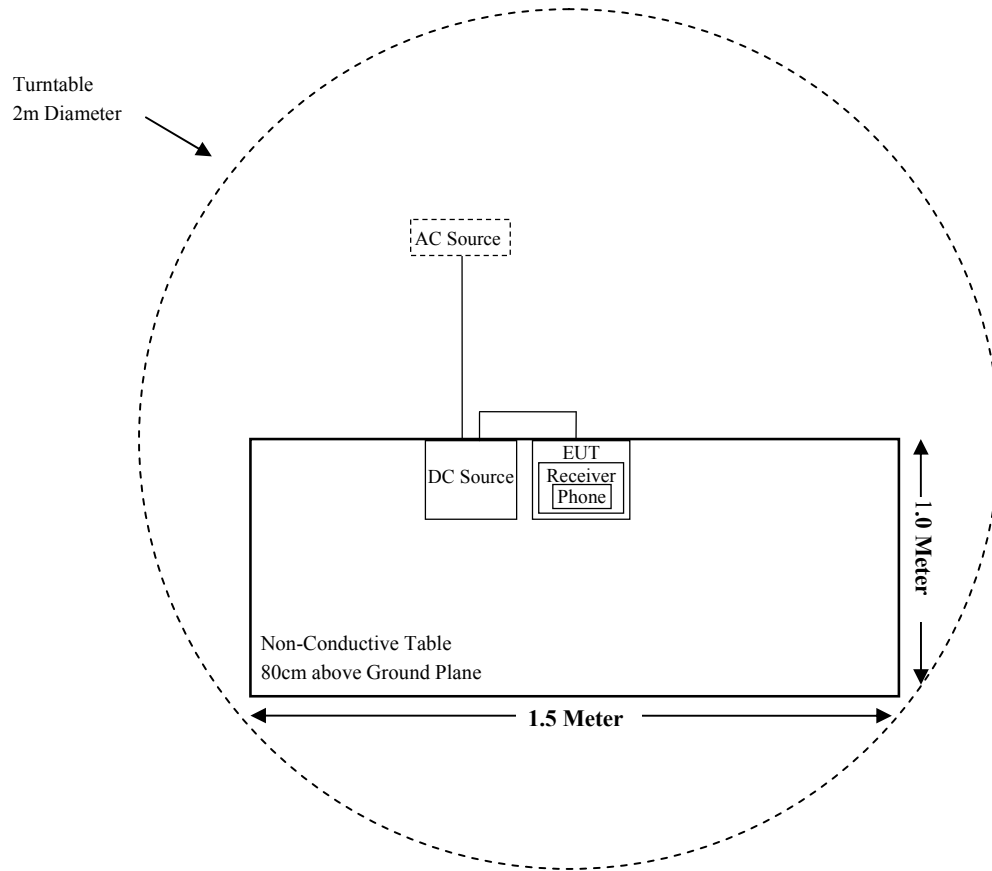 Turntable
2m Diameter
AC Source
EUT
DC Source
Receiver
Phone
1.0 Meter
Non-Conductive Table
80cm above Ground Plane
1.5 Meter